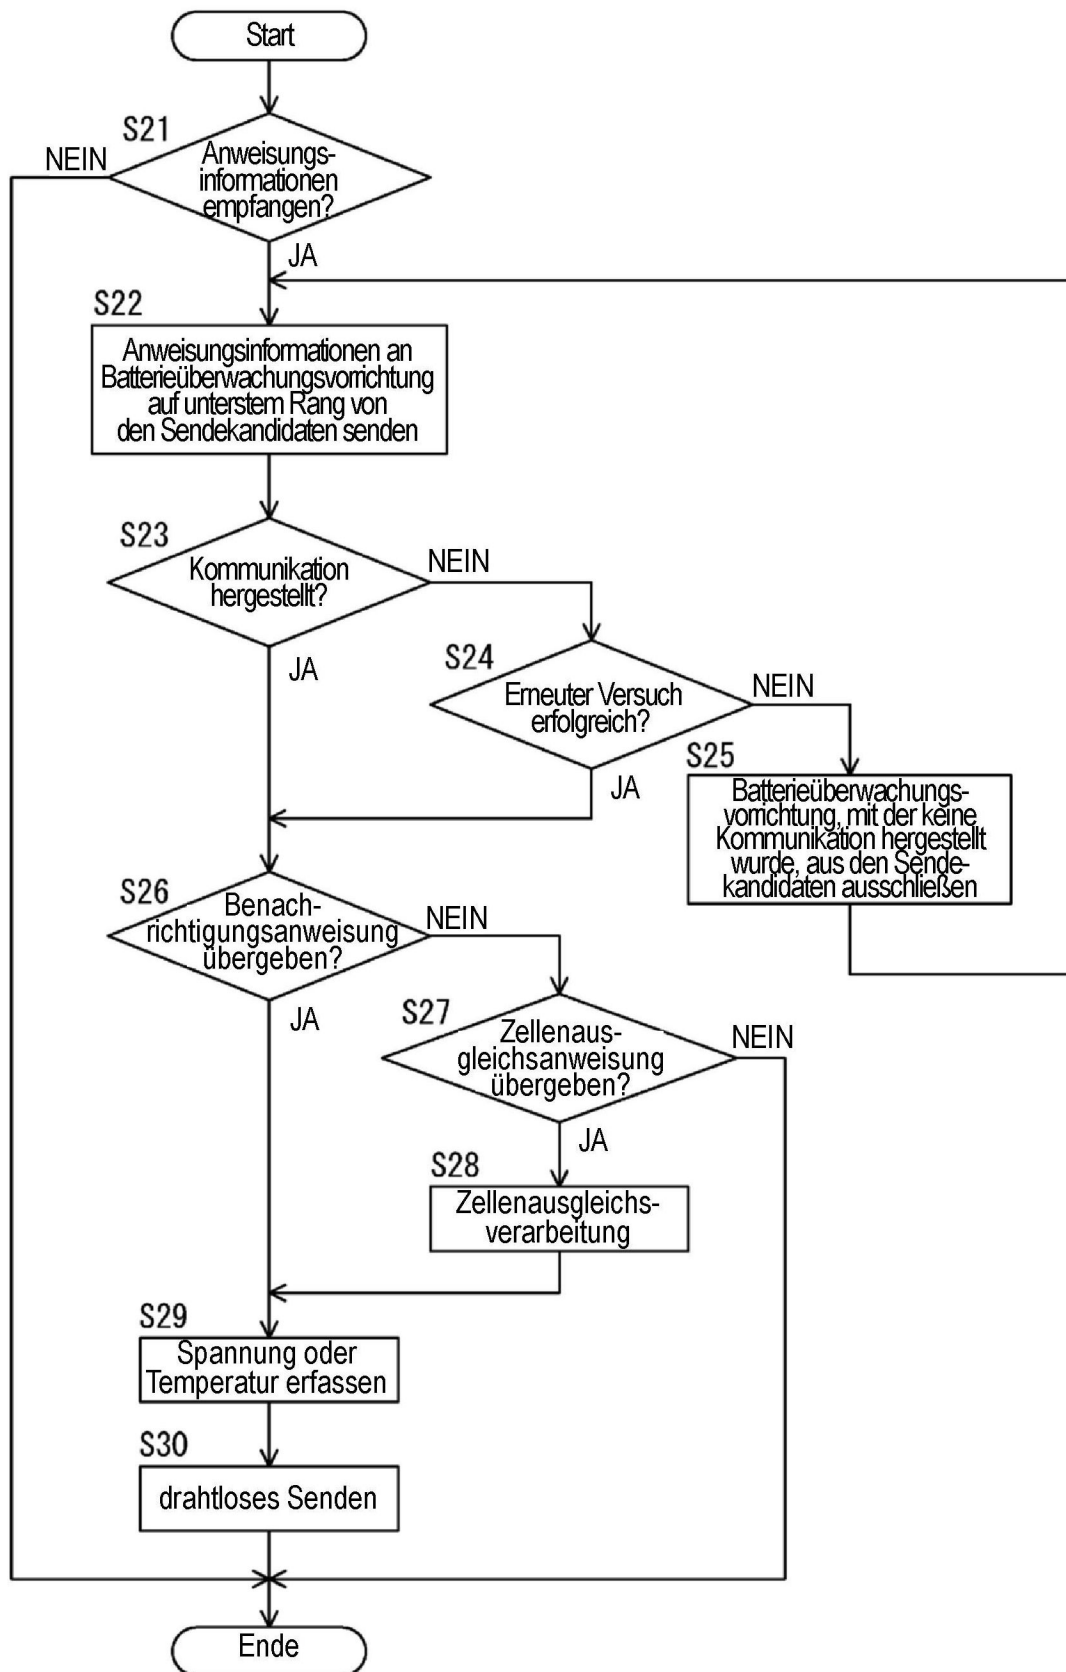 Start
S21
NEIN
Anweisungs-
informationen
empfangen?
JA
S22
Anweisungsinformationen an
Batterieüberwachungsvorrichtung
auf unterstem Rang von
den Sendekandidaten senden
S23
Kommunikation
hergestellt?
NEIN
JA
S24
Erneuter Versuch
erfolgreich?
NEIN
JA
S25
Batterieüberwachungs-
vorrichtung, mit der keine
Kommunikation hergestellt
wurde, aus den Sende-
kandidaten ausschließen
S26
Benach-
richtigungsanweisung
übergeben?
NEIN
JA
S27
Zellenaus-
gleichsanweisung
übergeben?
NEIN
JA
S28
Zellenausgleichs-
verarbeitung
S29
Spannung oder
Temperatur erfassen
S30
drahtloses Senden
Ende